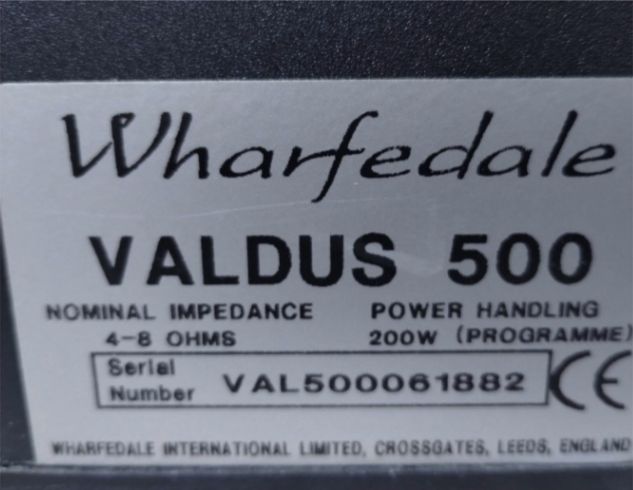 Wharfedale
VALDUS 500
NOMINAL IMPEDANCE POWER HANDLING
4-8 OHMS 200W (PROGRAMME)
Serial
Number VAL500061882 CE
WHARFEDALE INTERNATIONAL LIMITED, CROSSGATES, LEEDS, ENGLAND